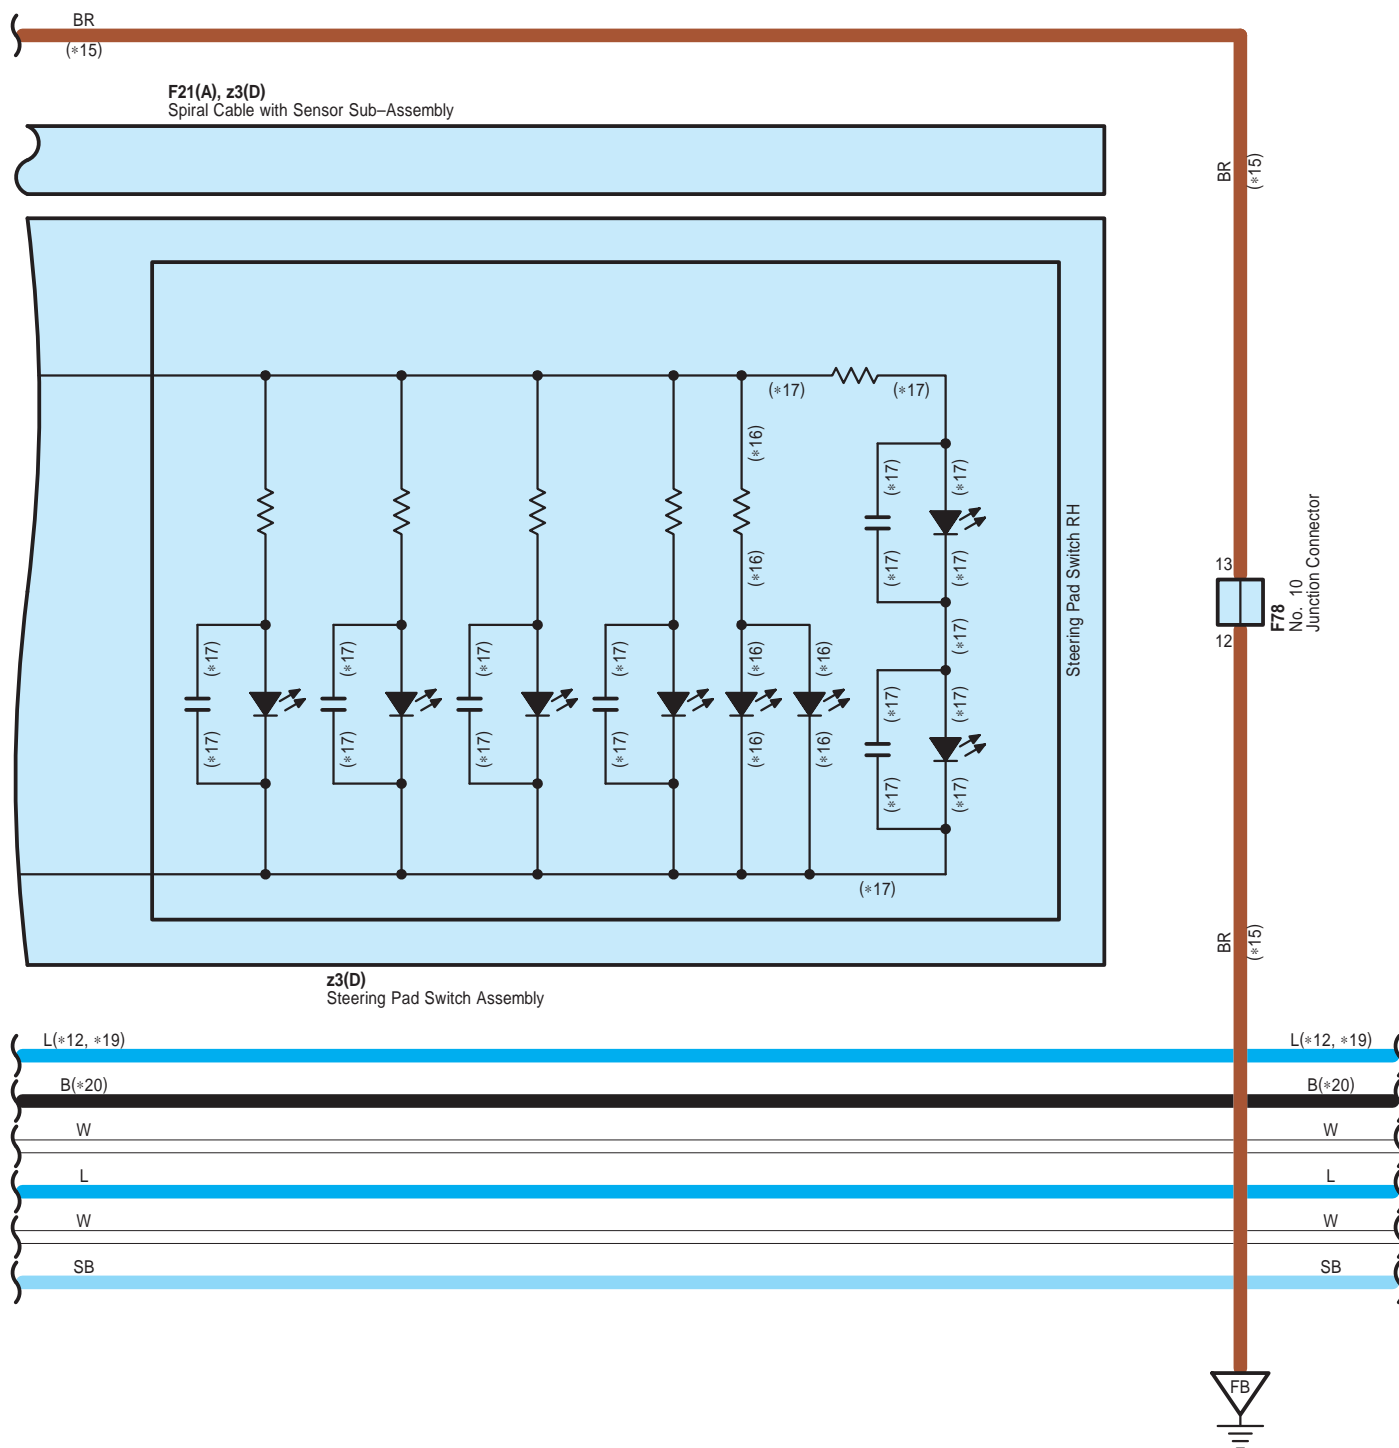 BR
(*15)
F21(A), z3(D)
Spiral Cable with Sensor Sub–Assembly
BR
(*15)
(*17)
(*17)
(*16)
(*17)
(*17)
(*16)
(*17)
(*17)
Steering Pad Switch RH
13
F78
No. 10
Junction Connector
12
(*17)
(*17)
(*17)
(*17)
(*17)
(*16)
(*16)
(*17)
(*17)
(*17)
(*17)
(*17)
(*17)
(*16)
(*16)
(*17)
(*17)
(*17)
BR
(*15)
z3(D)
Steering Pad Switch Assembly
L(*12, *19)
L(*12, *19)
B(*20)
B(*20)
W
W
L
L
W
W
SB
SB
FB